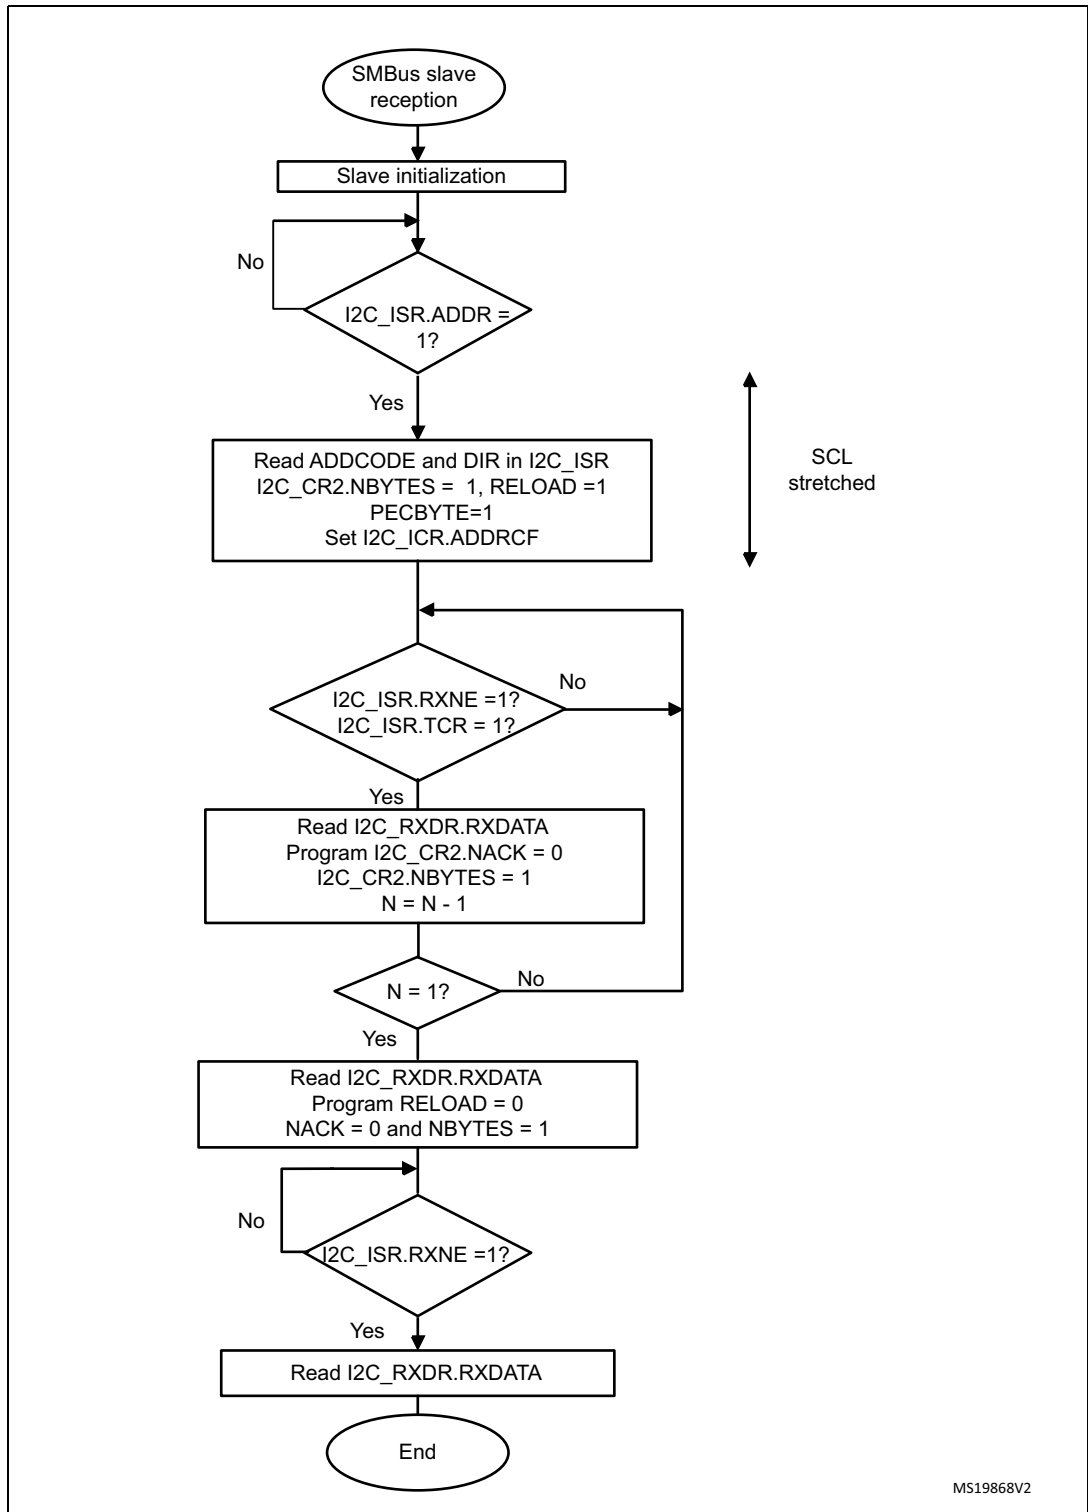 SMBus slave
reception
Slave initialization
No
I2C_ISR.ADDR =
1?
Yes
SCL
stretched
Read ADDCODE and DIR in I2C_ISR
I2C_CR2.NBYTES = 1, RELOAD =1
PECBYTE=1
Set I2C_ICR.ADDRCF
I2C_ISR.RXNE =1?
I2C_ISR.TCR = 1?
No
Yes
Read I2C_RXDR.RXDATA
Program I2C_CR2.NACK = 0
I2C_CR2.NBYTES = 1
N = N - 1
N = 1?
No
Yes
Read I2C_RXDR.RXDATA
Program RELOAD = 0
NACK = 0 and NBYTES = 1
No
I2C_ISR.RXNE =1?
Yes
Read I2C_RXDR.RXDATA
End
MS19868V2